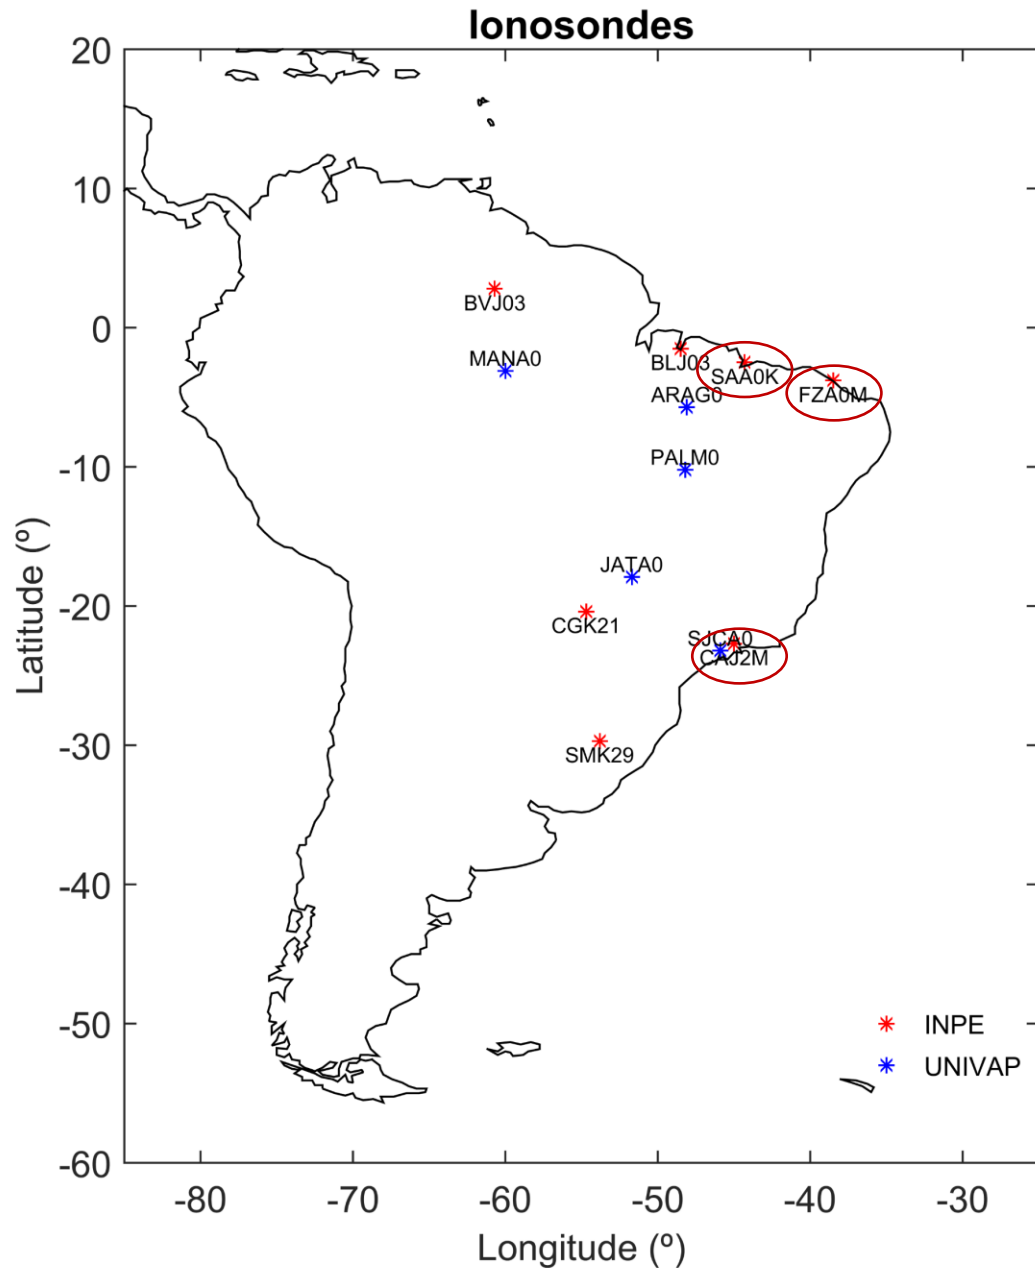 Ionosondes
20
10
0
-10
-20
-30
-40
-50
-60
Latitude (º)
BVJ03
MANA0
BLJ03
SAA0K
ARAG0
FZA0M
PALM0
JATA0
CGK21
SJCA0
CAJ2M
SMK29
INPE
UNIVAP
-80
-70
-60
-50
-40
-30
Longitude (º)